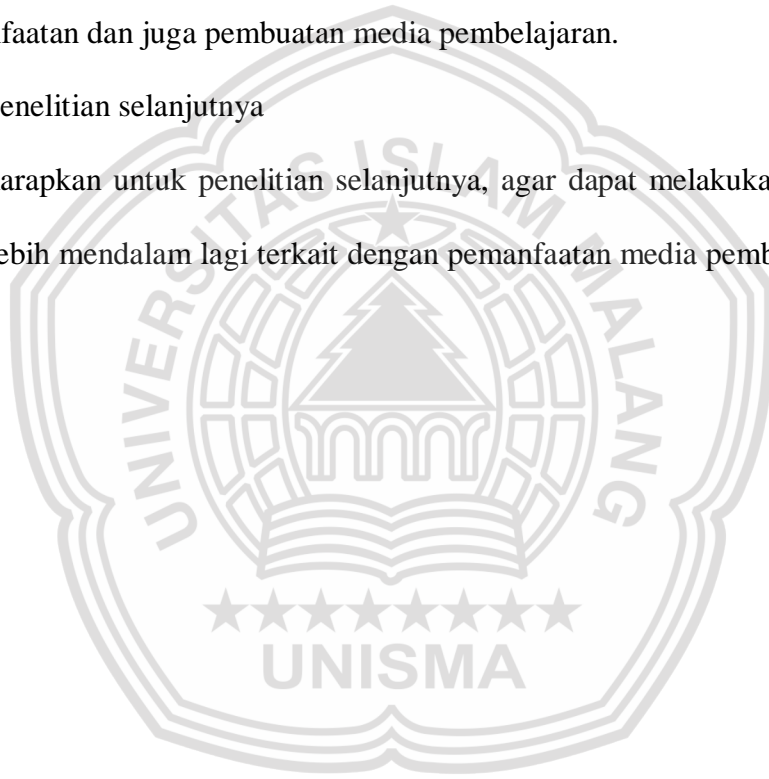 faatan dan juga pembuatan media pembelajaran.
enelitian selanjutnya
arapkan untuk penelitian selanjutnya, agar dapat melakuka
ebih mendalam lagi terkait dengan pemanfaatan media pemb
UNIVERSITAS ISLAM MALANG
UNISMA